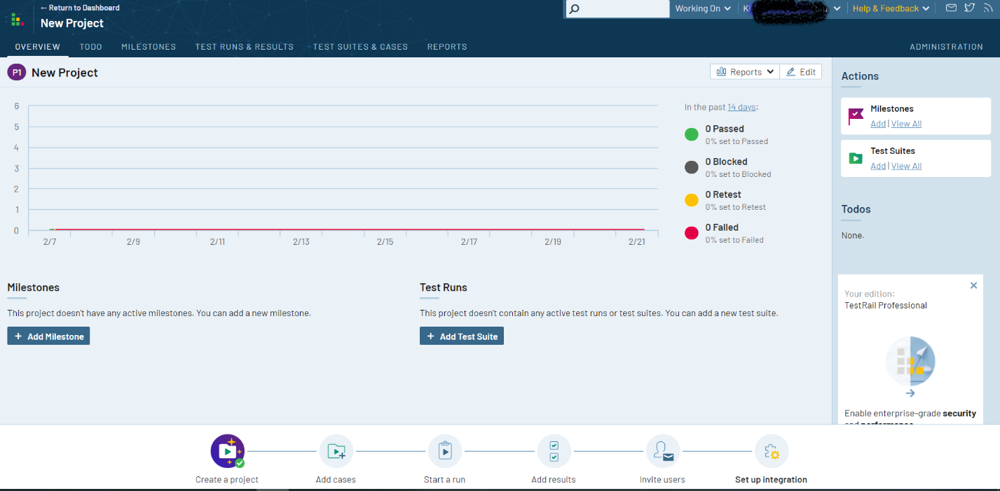 ← Return to Dashboard
New Project
Working On
Help & Feedback
OVERVIEW TODO MILESTONES TEST RUNS & RESULTS TEST SUITES & CASES REPORTS ADMINISTRATION
P1 New Project
Reports Edit
6
5
4
3
2
1
0
2/7 2/9 2/11 2/13 2/15 2/17 2/19 2/21
In the past 14 days:
0 Passed
0% set to Passed
0 Blocked
0% set to Blocked
0 Retest
0% set to Retest
0 Failed
0% set to Failed
Milestones
This project doesn't have any active milestones. You can add a new milestone.
+ Add Milestone
Test Runs
This project doesn't contain any active test runs or test suites. You can add a new test suite.
+ Add Test Suite
Actions
Milestones
Add | View All
Test Suites
Add | View All
Todos
None.
Your edition:
TestRail Professional
Enable enterprise-grade security
and performance
Create a project
Add cases
Start a run
Add results
Invite users
Set up integration